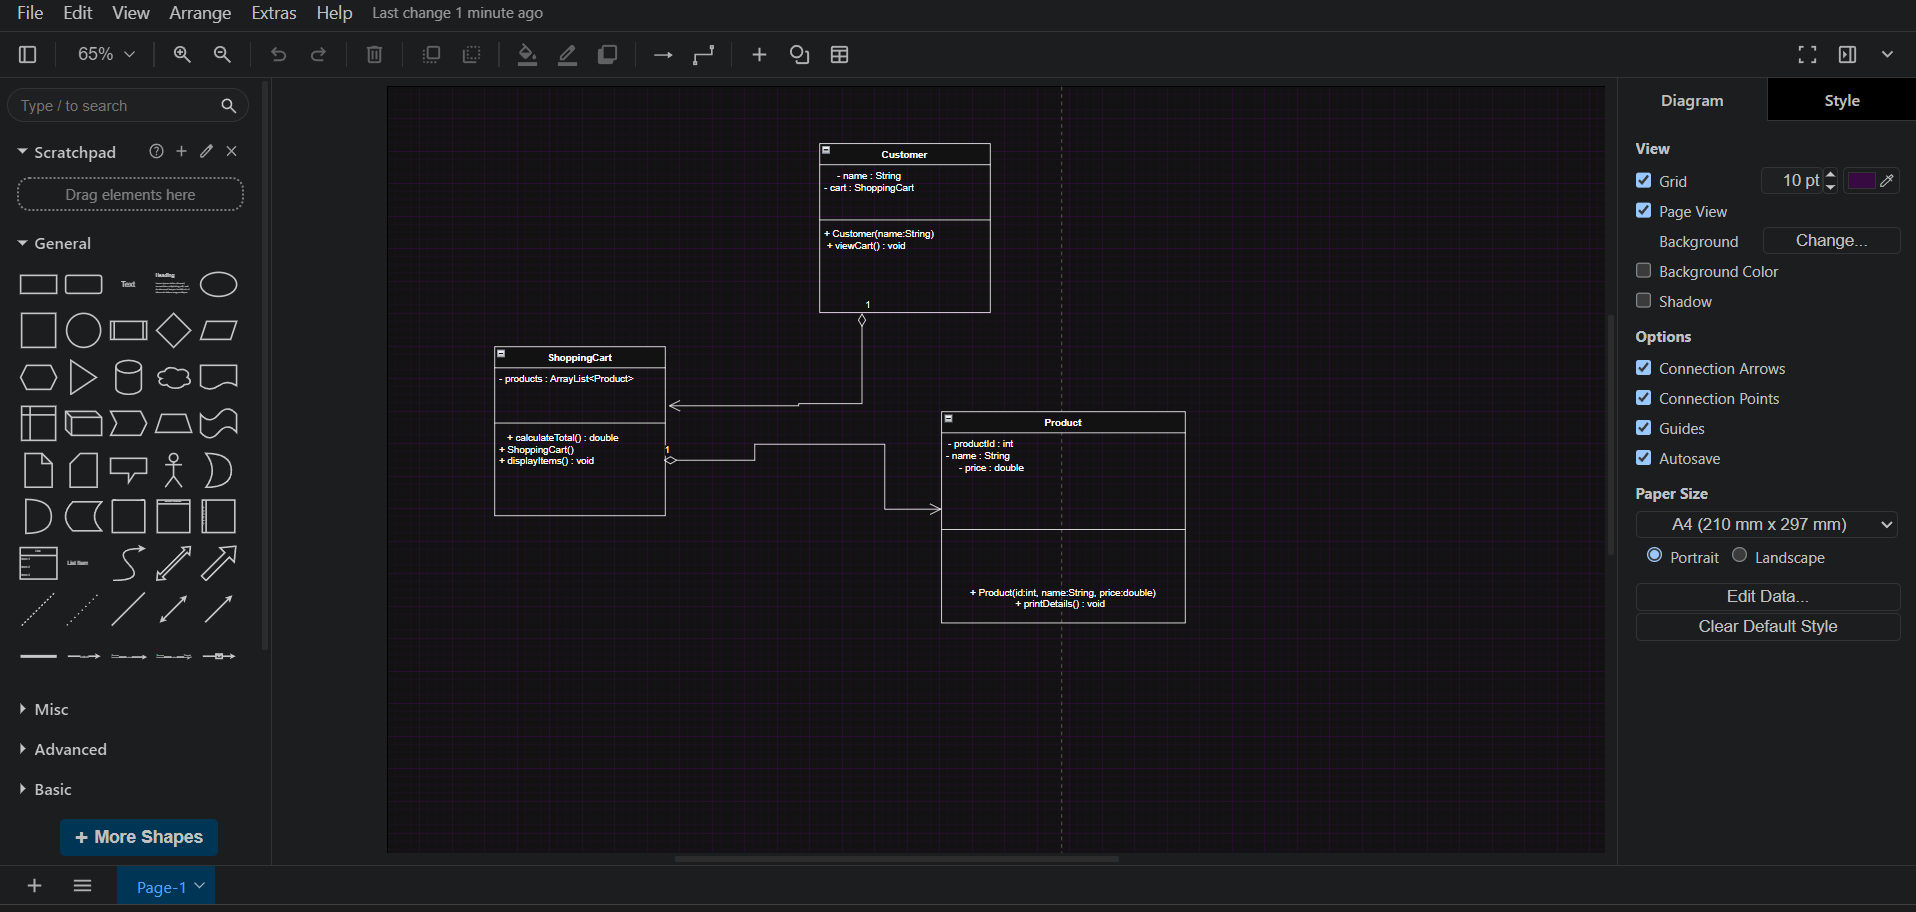 File Edit View Arrange Extras Help Last change 1 minute ago
65%
Type / to search
Scratchpad
Drag elements here
General
Text
Heading
List Item
Misc
Advanced
Basic
+ More Shapes
Page-1
Customer
- name : String
- cart : ShoppingCart
+ Customer(name:String)
+ viewCart() : void
1
ShoppingCart
- products : ArrayList<Product>
+ calculateTotal() : double
+ ShoppingCart()
+ displayItems() : void
1
Product
- productId : int
- name : String
- price : double
+ Product(id:int, name:String, price:double)
+ printDetails() : void
Diagram Style
View
Grid 10 pt
Page View
Background Change...
Background Color
Shadow
Options
Connection Arrows
Connection Points
Guides
Autosave
Paper Size
A4 (210 mm x 297 mm)
Portrait Landscape
Edit Data...
Clear Default Style